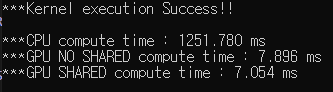 ***Kernel execution Success!!
***CPU compute time : 1251.780 ms
***GPU NO SHARED compute time : 7.896 ms
***GPU SHARED compute time : 7.054 ms